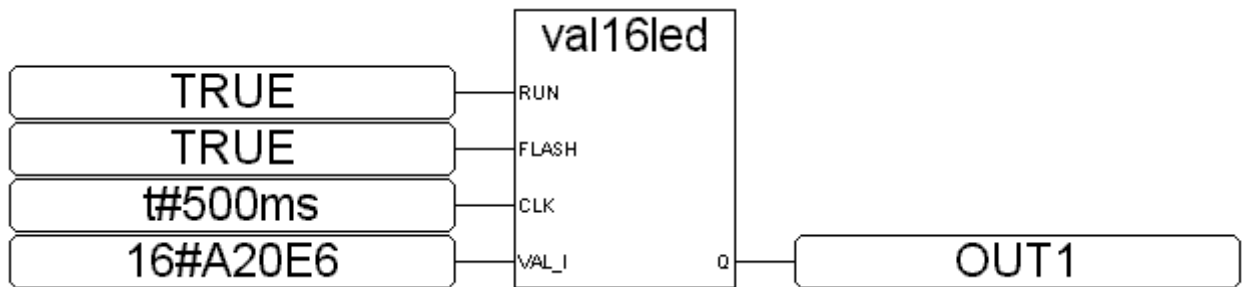 val16led
TRUE
RUN
TRUE
FLASH
t#500ms
CLK
16#A20E6
VAL_I
Q
OUT1